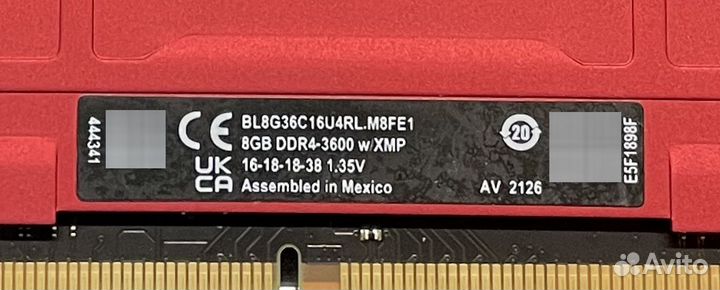 444341
CE
UK
CA
BL8G36C16U4RL.M8FE1
8GB DDR4-3600 w/XMP
16-18-18-38 1.35V
Assembled in Mexico
20
AV 2126
E5F1898F
Avito